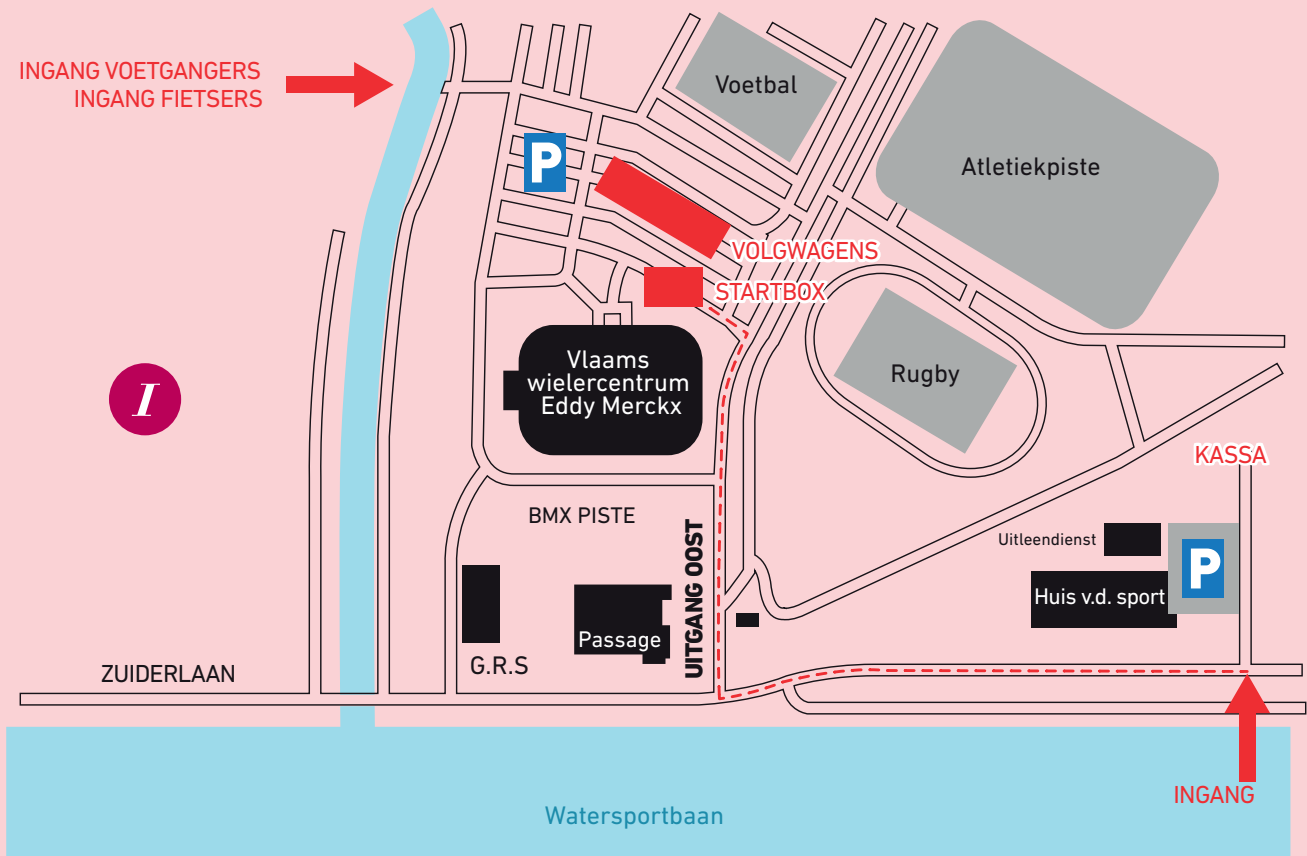 INGANG VOETGANGERS
INGANG FIETSERS
Voetbal
Atletiekpiste
P
VOLGWAGENS
STARTBOX
Vlaams
wielercentrum
Eddy Merckx
Rugby
I
KASSA
BMX PISTE
UITGANG OOST
Uitleendienst
P
Huis v.d. sport
Passage
G.R.S
ZUIDERLAAN
INGANG
Watersportbaan